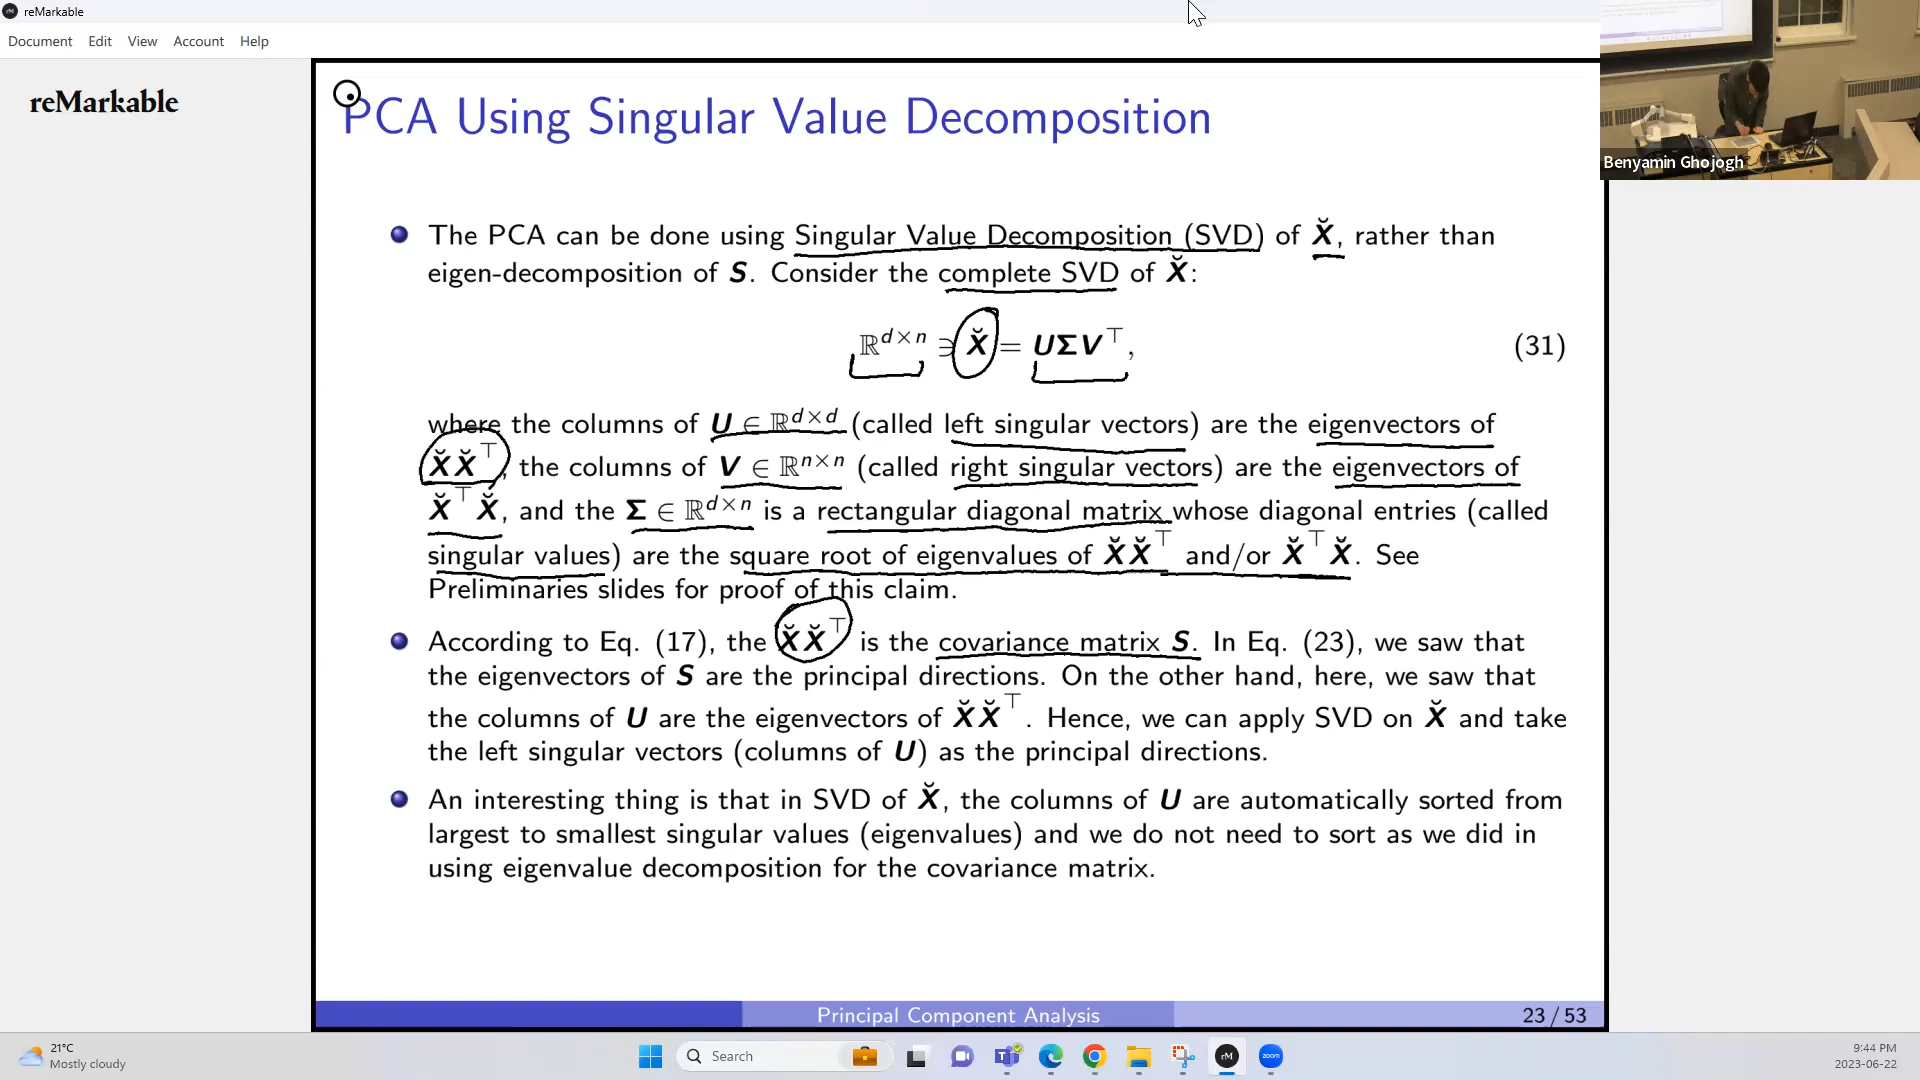 reMarkable
Document Edit View Account Help
reMarkable
PCA Using Singular Value Decomposition
The PCA can be done using Singular Value Decomposition (SVD) of X̆, rather than
eigen-decomposition of S. Consider the complete SVD of X̆:
ℝ^{d×n} ∋ X̆ = UΣV^⊤, (31)
where the columns of U ∈ ℝ^{d×d} (called left singular vectors) are the eigenvectors of
X̆X̆^⊤, the columns of V ∈ ℝ^{n×n} (called right singular vectors) are the eigenvectors of
X̆^⊤X̆, and the Σ ∈ ℝ^{d×n} is a rectangular diagonal matrix whose diagonal entries (called
singular values) are the square root of eigenvalues of X̆X̆^⊤ and/or X̆^⊤X̆. See
Preliminaries slides for proof of this claim.
According to Eq. (17), the X̆X̆^⊤ is the covariance matrix S. In Eq. (23), we saw that
the eigenvectors of S are the principal directions. On the other hand, here, we saw that
the columns of U are the eigenvectors of X̆X̆^⊤. Hence, we can apply SVD on X̆ and take
the left singular vectors (columns of U) as the principal directions.
An interesting thing is that in SVD of X̆, the columns of U are automatically sorted from
largest to smallest singular values (eigenvalues) and we do not need to sort as we did in
using eigenvalue decomposition for the covariance matrix.
Principal Component Analysis 23 / 53
Benyamin Ghojogh
21°C
Mostly cloudy
Search
rM
zoom
9:44 PM
2023-06-22